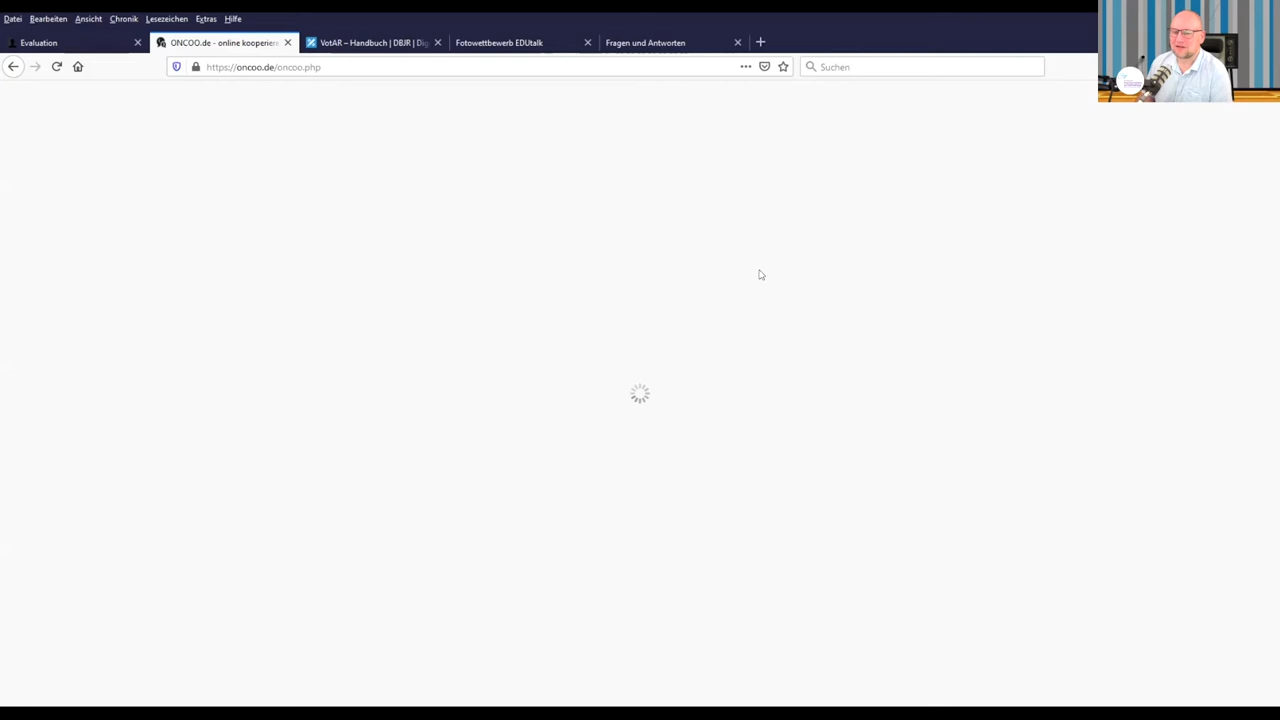 Datei Bearbeiten Ansicht Chronik Lesezeichen Extras Hilfe
Evaluation
ONCOO.de - online kooperiere
VotAR – Handbuch | DBJR | Dig
Fotowettbewerb EDUtalk
Fragen und Antworten
https://oncoo.de/oncoo.php
Suchen